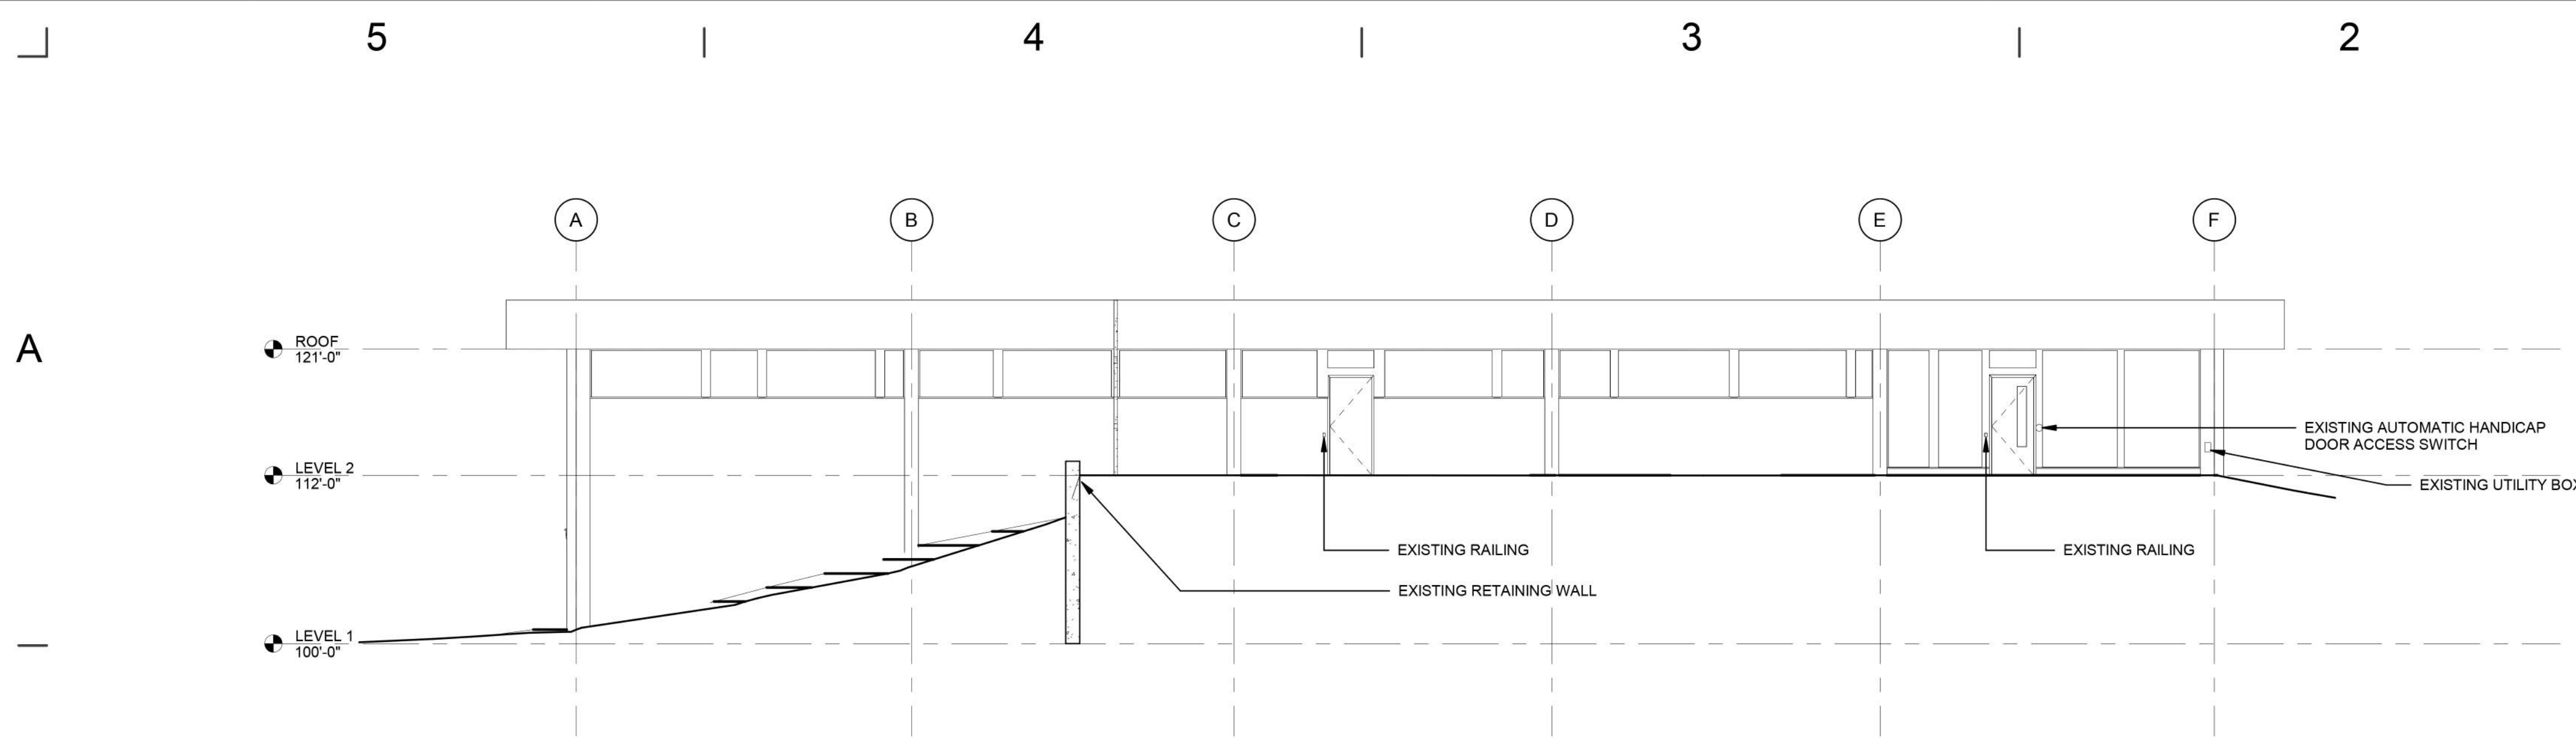 5 4 3 2
A B C D E F
A
ROOF
121'-0"
EXISTING AUTOMATIC HANDICAP
DOOR ACCESS SWITCH
LEVEL 2
112'-0"
EXISTING UTILITY BOX
EXISTING RAILING
EXISTING RAILING
EXISTING RETAINING WALL
LEVEL 1
100'-0"